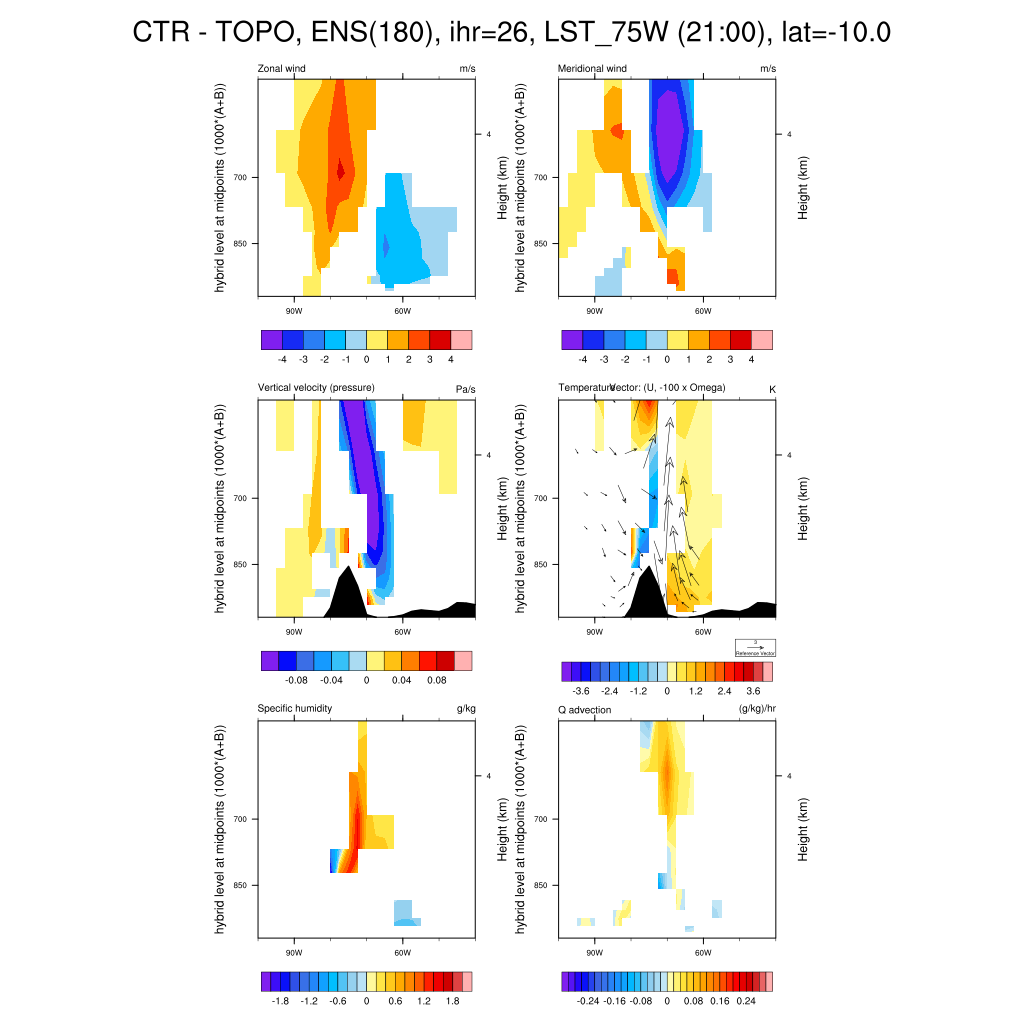 CTR - TOPO, ENS(180), ihr=26, LST_75W (21:00), lat=-10.0
Zonal wind m/s
hybrid level at midpoints (1000*(A+B))
700
850
4
Height (km)
90W 60W
-4 -3 -2 -1 0 1 2 3 4
Meridional wind m/s
hybrid level at midpoints (1000*(A+B))
700
850
4
Height (km)
90W 60W
-4 -3 -2 -1 0 1 2 3 4
Vertical velocity (pressure) Pa/s
hybrid level at midpoints (1000*(A+B))
700
850
4
Height (km)
90W 60W
-0.08 -0.04 0 0.04 0.08
Temperature Vector: (U, -100 x Omega) K
hybrid level at midpoints (1000*(A+B))
700
850
4
Height (km)
90W 60W
3
Reference Vector
-3.6 -2.4 -1.2 0 1.2 2.4 3.6
Specific humidity g/kg
hybrid level at midpoints (1000*(A+B))
700
850
4
Height (km)
90W 60W
-1.8 -1.2 -0.6 0 0.6 1.2 1.8
Q advection (g/kg)/hr
hybrid level at midpoints (1000*(A+B))
700
850
4
Height (km)
90W 60W
-0.24 -0.16 -0.08 0 0.08 0.16 0.24